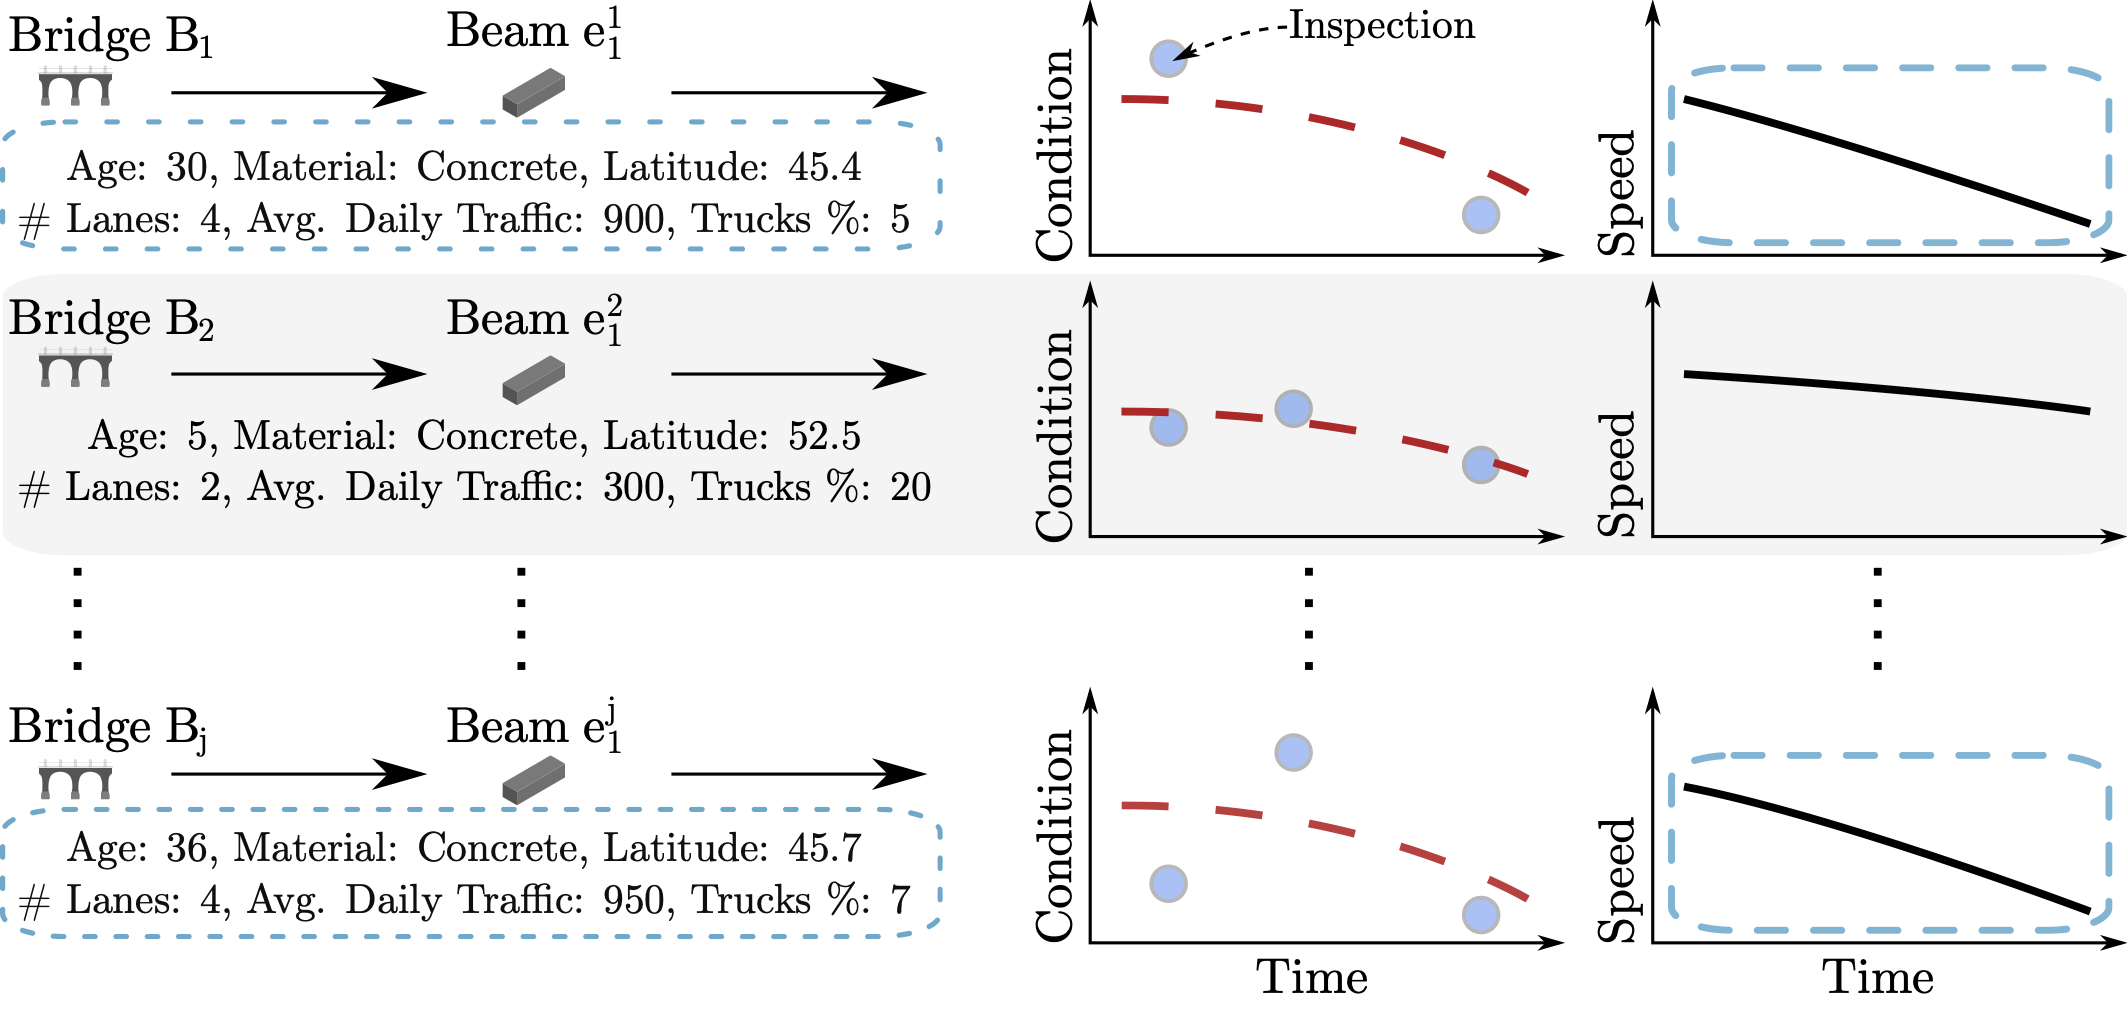 Bridge B₁
Beam e₁¹
Age: 30, Material: Concrete, Latitude: 45.4
# Lanes: 4, Avg. Daily Traffic: 900, Trucks %: 5
Condition
Inspection
Speed
Bridge B₂
Beam e₁²
Age: 5, Material: Concrete, Latitude: 52.5
# Lanes: 2, Avg. Daily Traffic: 300, Trucks %: 20
Condition
Speed
Bridge Bⱼ
Beam e₁ʲ
Age: 36, Material: Concrete, Latitude: 45.7
# Lanes: 4, Avg. Daily Traffic: 950, Trucks %: 7
Condition
Time
Speed
Time